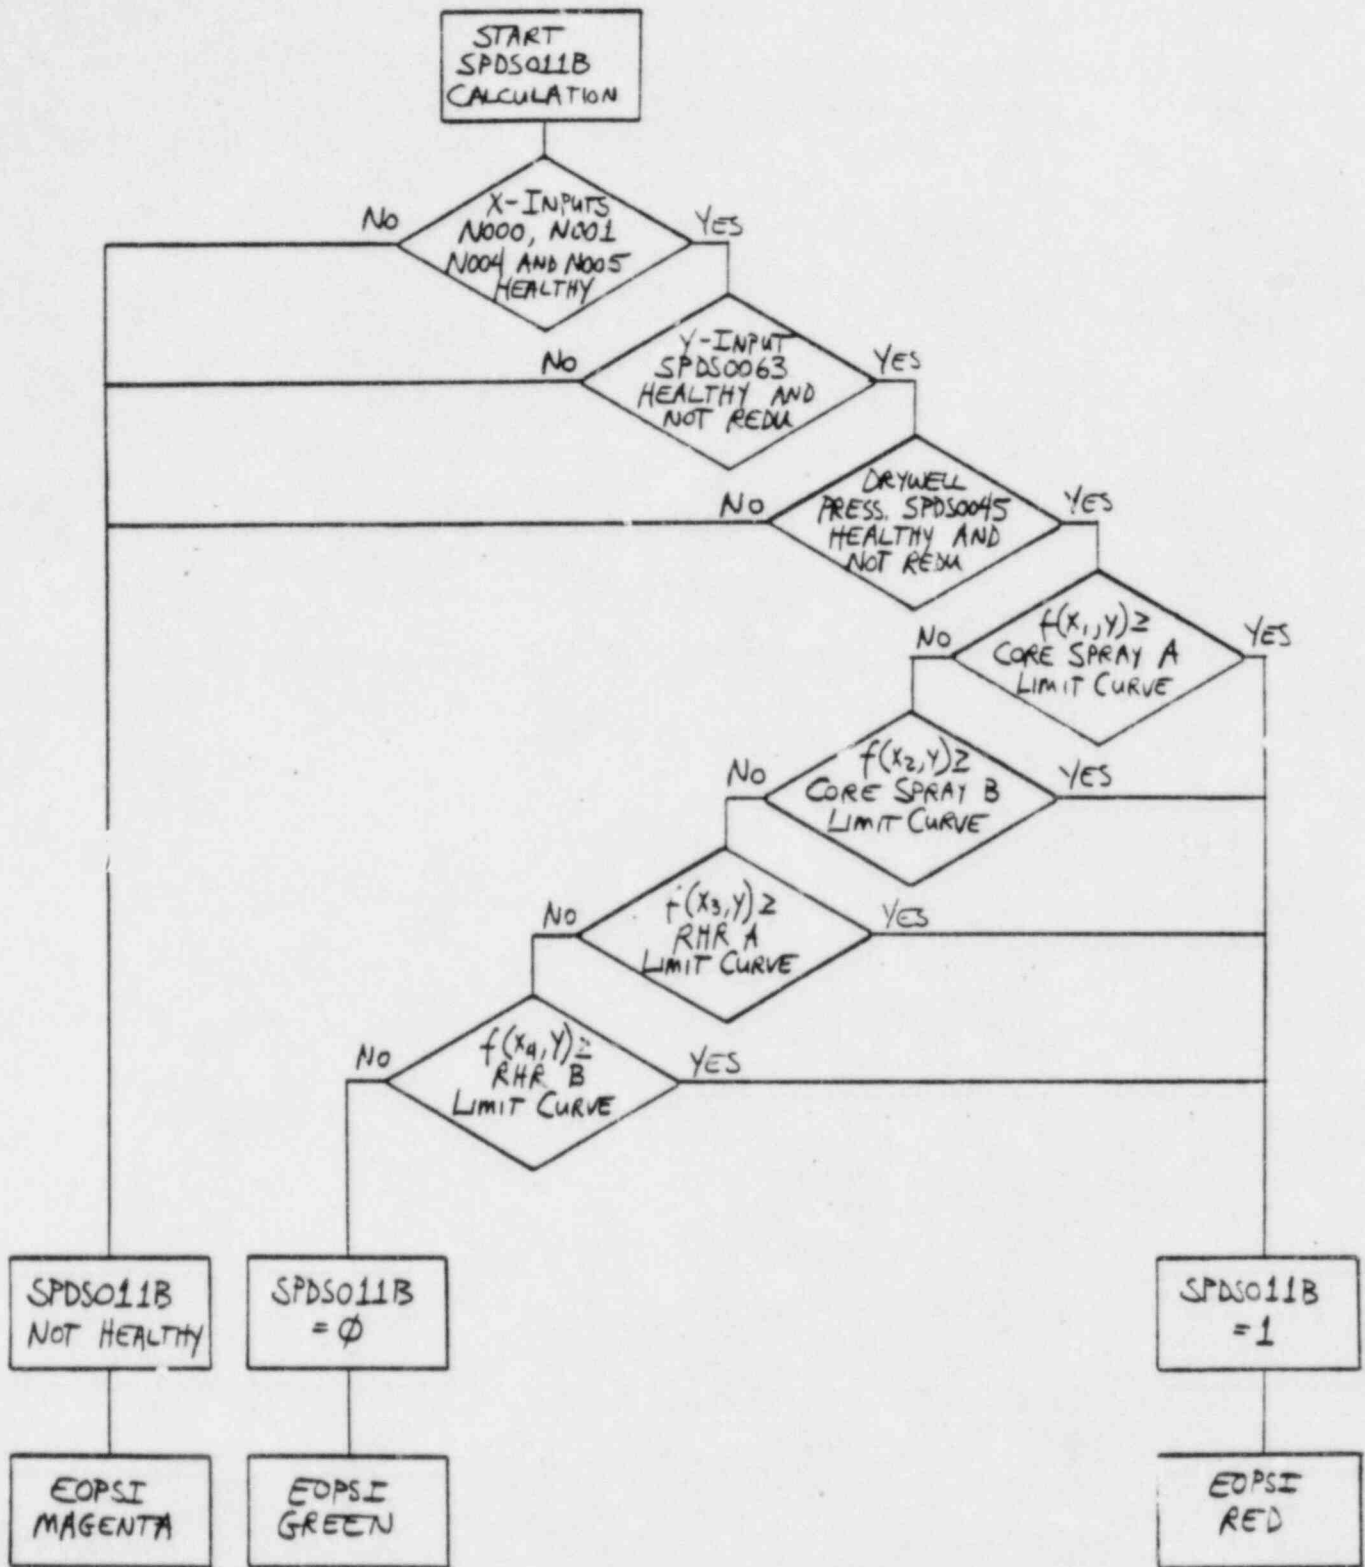 START
SPDS011B
CALCULATION
X-INPUTS
N000, N001
N004 AND N005
HEALTHY
NO
YES
Y-INPUT
SPDS0063
HEALTHY AND
NOT REDU
NO
YES
DRYWELL
PRESS. SPDS0045
HEALTHY AND
NOT REDU
NO
YES
f(X₁,Y)≥
CORE SPRAY A
LIMIT CURVE
NO
YES
f(X₂,Y)≥
CORE SPRAY B
LIMIT CURVE
NO
YES
f(X₃,Y)≥
RHR A
LIMIT CURVE
NO
YES
f(X₄,Y)≥
RHR B
LIMIT CURVE
NO
YES
SPDS011B
NOT HEALTHY
SPDS011B
= Ø
SPDS011B
= 1
EOPSI
MAGENTA
EOPSI
GREEN
EOPSI
RED